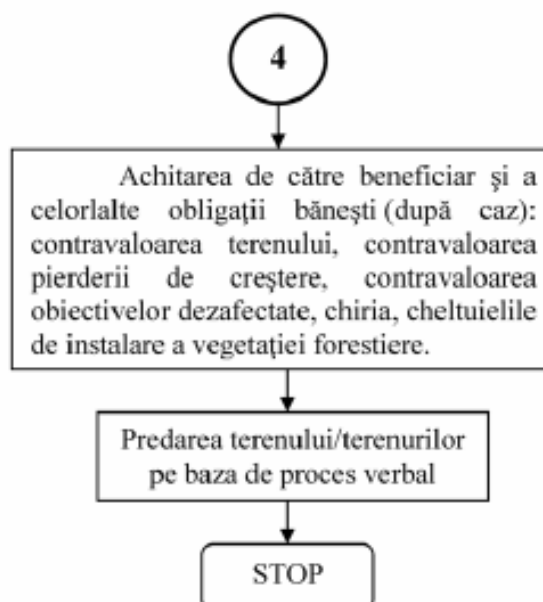 4
Achitarea de către beneficiar şi a
celorlalte obligaţii băneşti (după caz):
contravaloarea terenului, contravaloarea
pierderii de creştere, contravaloarea
obiectivelor dezafectate, chiria, cheltuielile
de instalare a vegetaţiei forestiere.
Predarea terenului/terenurilor
pe baza de proces verbal
STOP